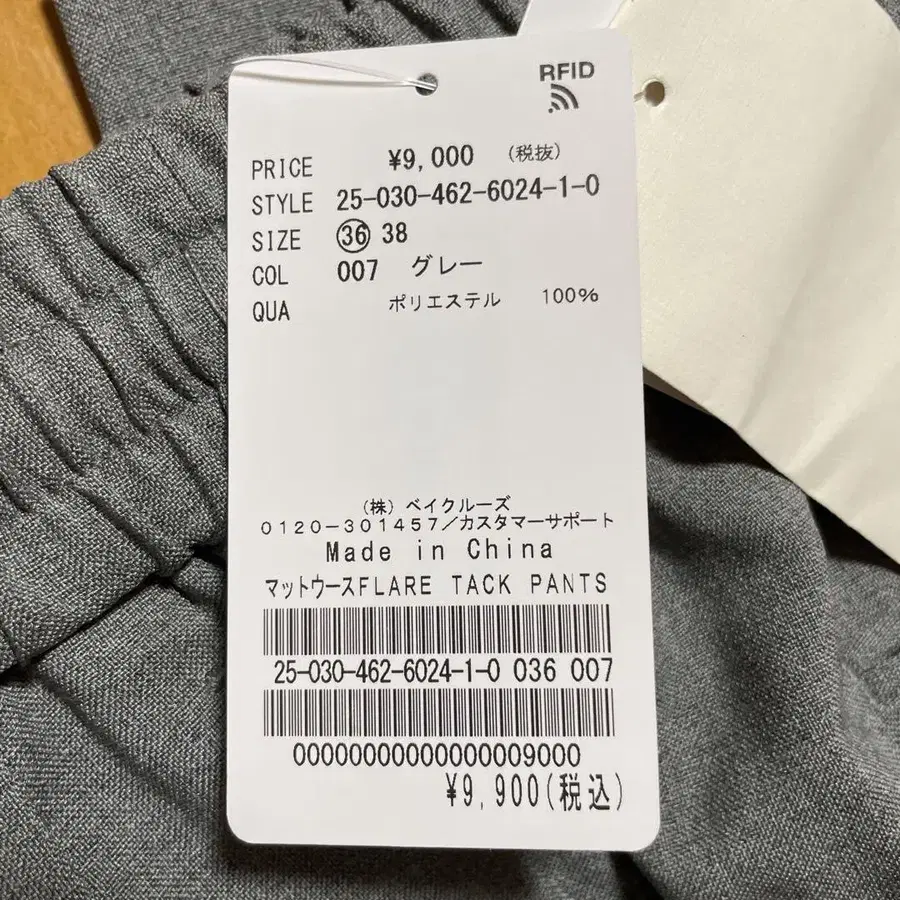 RFID
PRICE ¥9,000 (税抜)
STYLE 25-030-462-6024-1-0
SIZE 36 38
COL 007 グレー
QUA ポリエステル 100%
(株) ベイクルーズ
0120-301457/カスタマーサポート
Made in China
マットウースFLARE TACK PANTS
25-030-462-6024-1-0 036 007
00000000000000009000
¥9,900(税込)